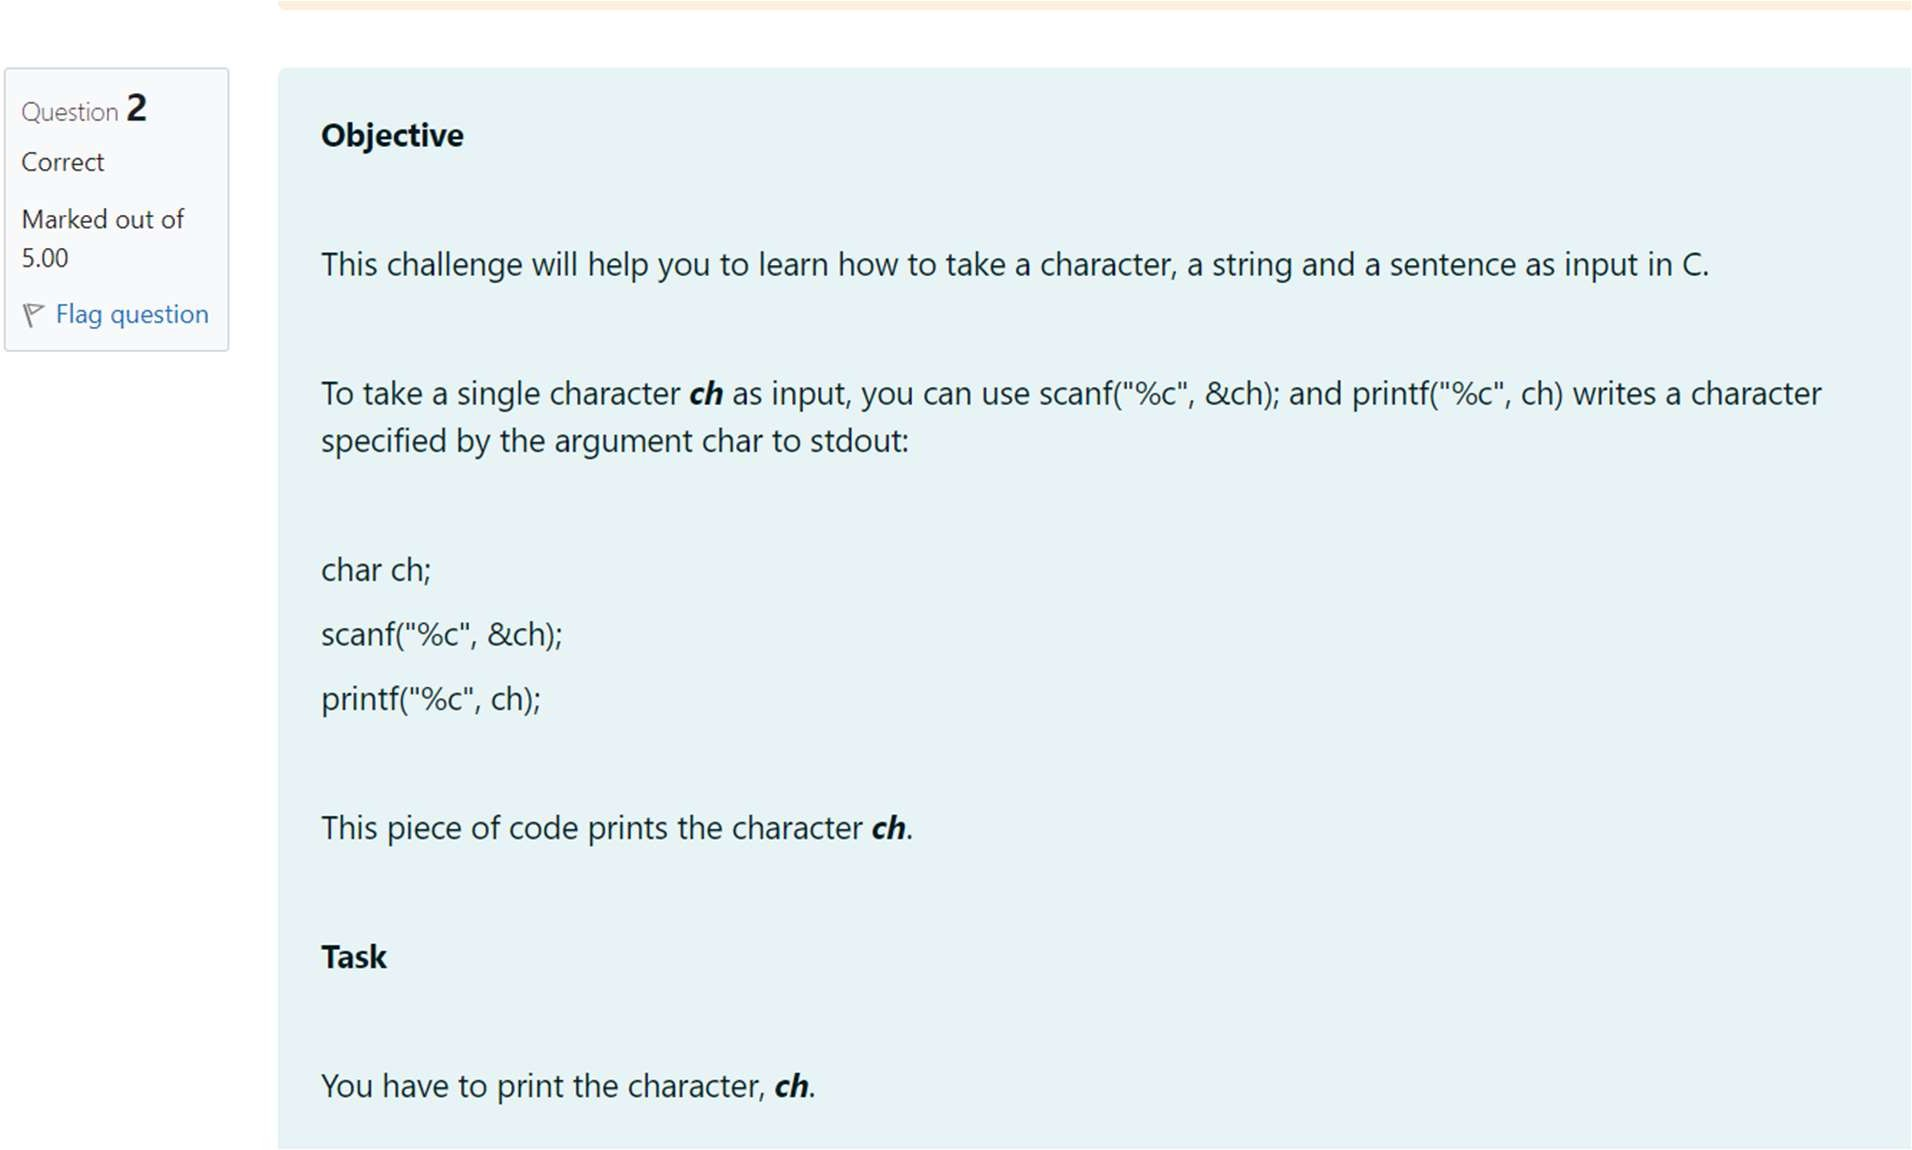 Question 2
Correct
Marked out of
5.00
Flag question
Objective
This challenge will help you to learn how to take a character, a string and a sentence as input in C.
To take a single character ch as input, you can use scanf("%c", &ch); and printf("%c", ch) writes a character
specified by the argument char to stdout:
char ch;
scanf("%c", &ch);
printf("%c", ch);
This piece of code prints the character ch.
Task
You have to print the character, ch.